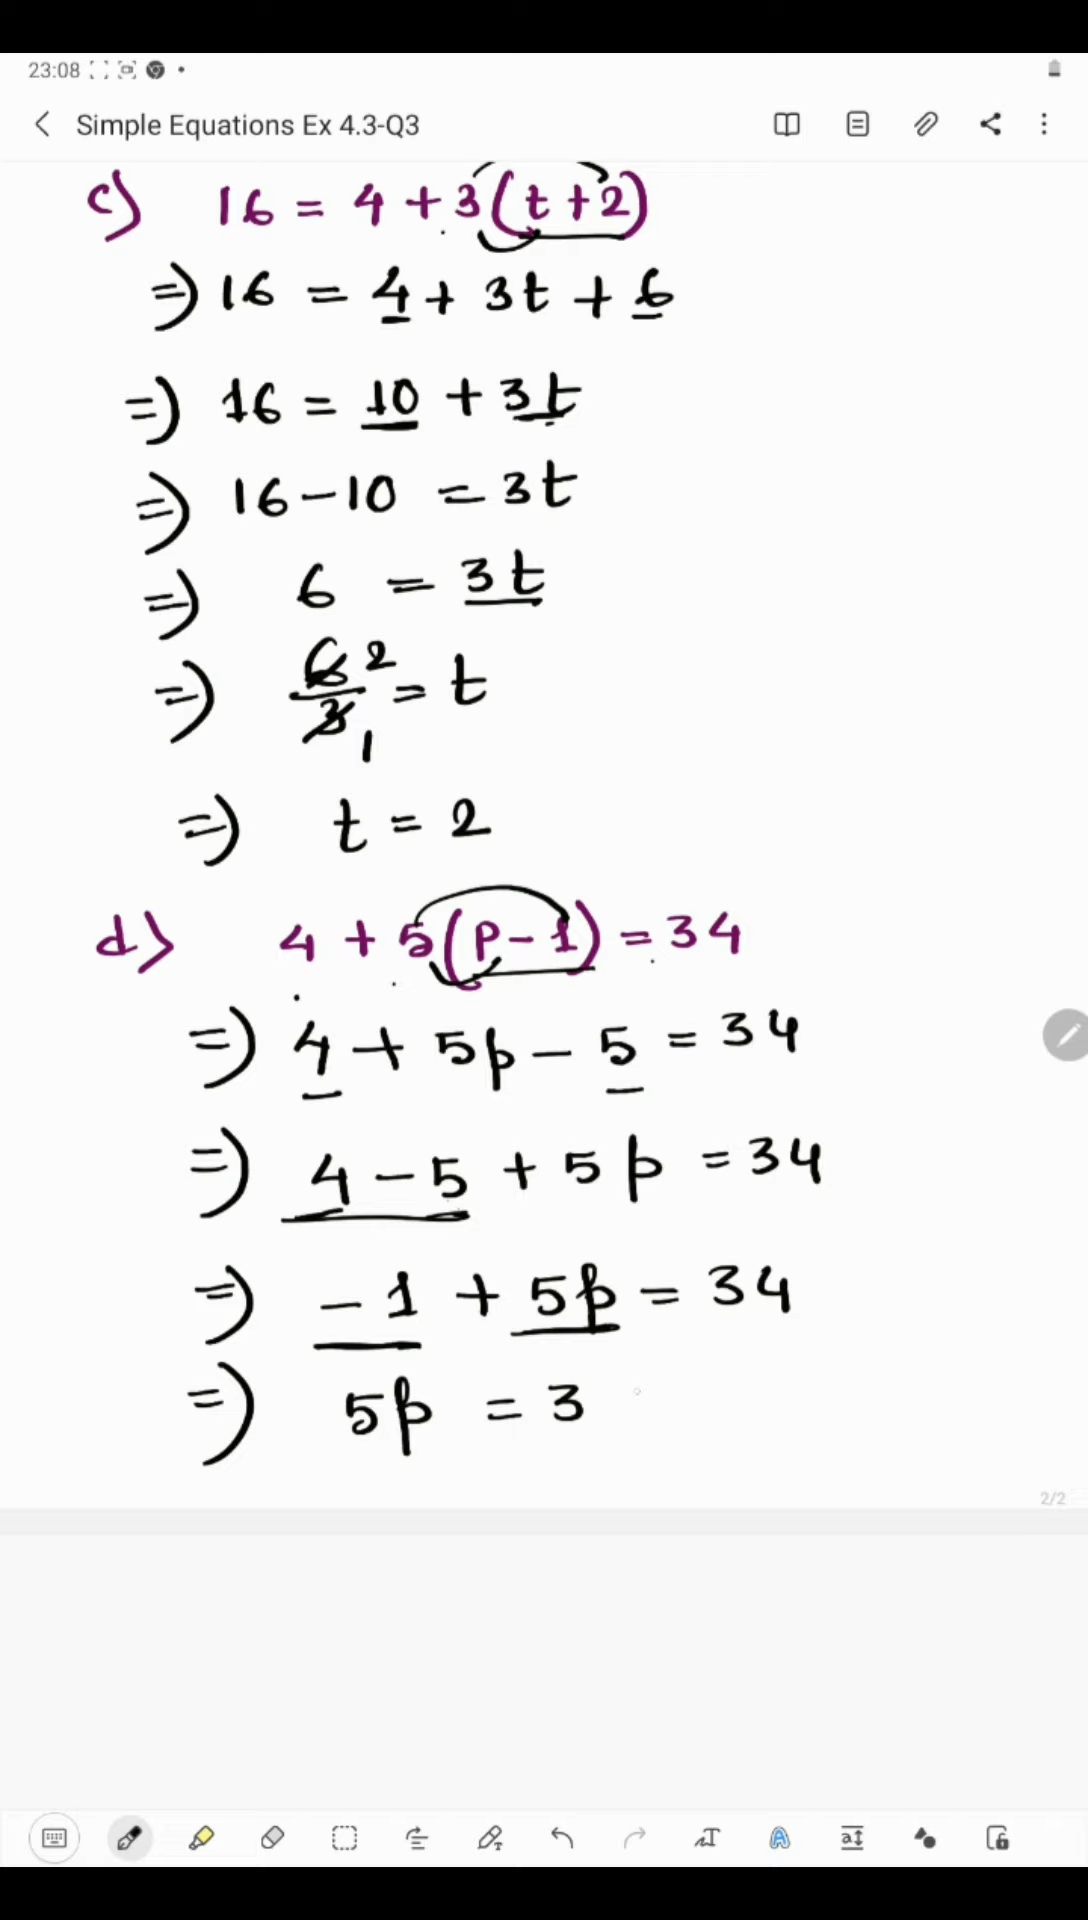 23:08
Simple Equations Ex 4.3-Q3
c) 16 = 4 + 3(t + 2)
⇒ 16 = 4 + 3t + 6
⇒ 16 = 10 + 3t
⇒ 16 - 10 = 3t
⇒ 6 = 3t
⇒ 6/3 2/1 = t
⇒ t = 2
d) 4 + 5(p - 1) = 34
⇒ 4 + 5p - 5 = 34
⇒ 4 - 5 + 5p = 34
⇒ -1 + 5p = 34
⇒ 5p = 3
2/2